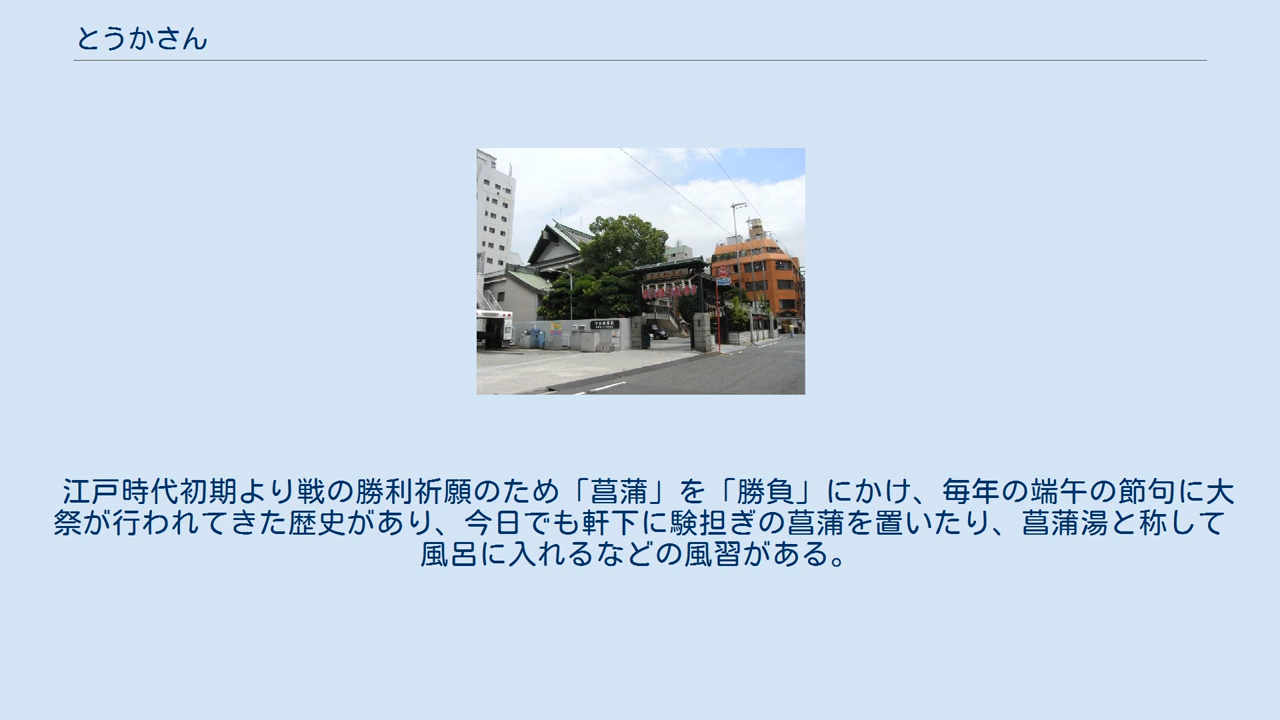 とうかさん
江戸時代初期より戦の勝利祈願のため「菖蒲」を「勝負」にかけ、毎年の端午の節句に大
祭が行われてきた歴史があり、今日でも軒下に験担ぎの菖蒲を置いたり、菖蒲湯と称して
風呂に入れるなどの風習がある。